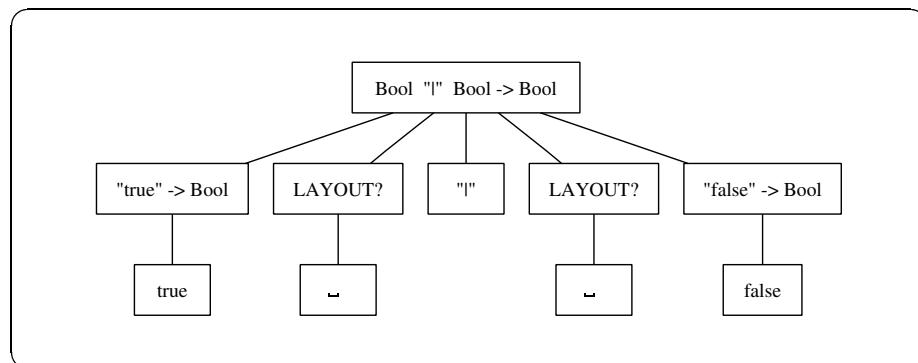 Bool "|" Bool -> Bool
"true" -> Bool
LAYOUT?
"|"
LAYOUT?
"false" -> Bool
true
␣
␣
false